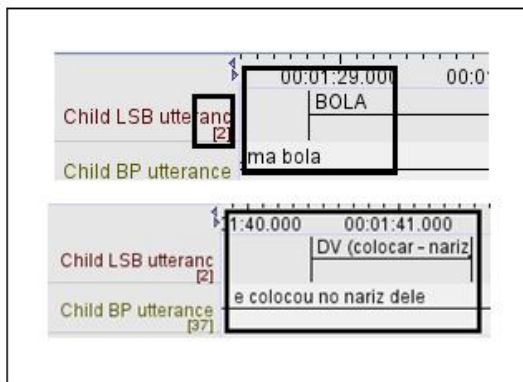 00:01:29.000 00:0
BOLA
Child LSB utteranc
[2]
Child BP utterance ma bola
1:40.000 00:01:41.000
DV (colocar - nariz
Child LSB utteranc
[2]
Child BP utterance e colocou no nariz dele
[37]